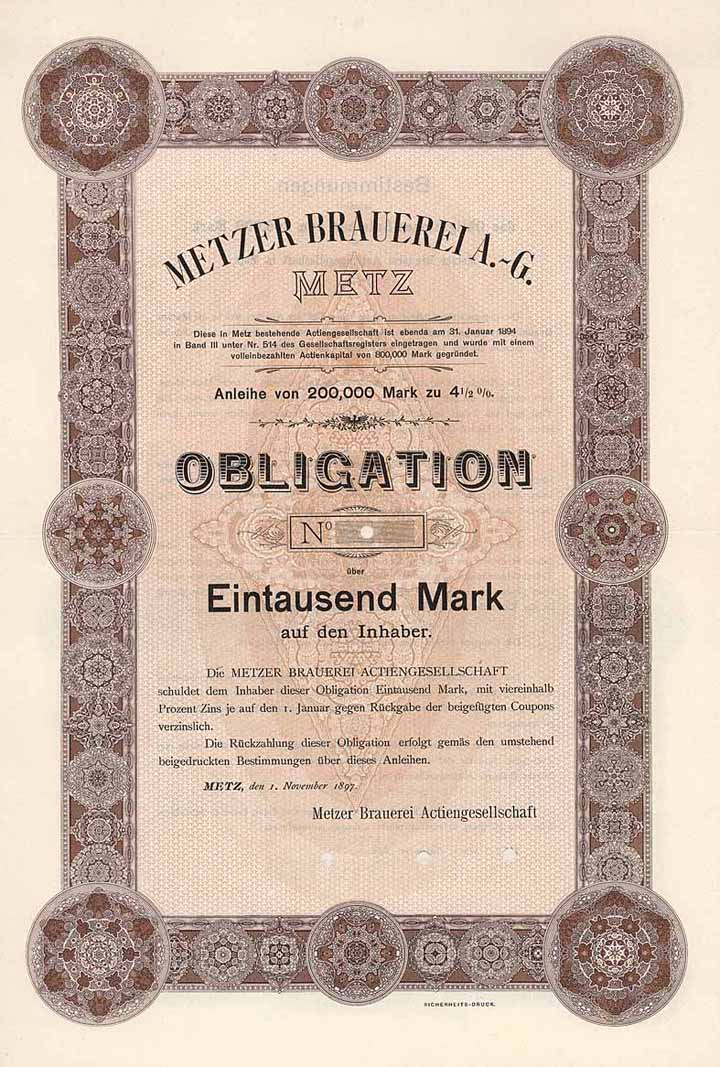 METZER BRAUEREI A.-G.
METZ
Diese in Metz bestehende Actiengesellschaft ist ebenda am 31. Januar 1894
in Band III unter Nr. 514 des Gesellschaftsregisters eingetragen und wurde mit einem
volleinbezahlten Actienkapital von 800,000 Mark gegründet.
Anleihe von 200,000 Mark zu 4 1/2 %.
OBLIGATION
No
über
Eintausend Mark
auf den Inhaber.
Die METZER BRAUEREI ACTIENGESELLSCHAFT
schuldet dem Inhaber dieser Obligation Eintausend Mark, mit viereinhalb
Prozent Zins je auf den 1. Januar gegen Rückgabe der beigefügten Coupons
verzinslich.
Die Rückzahlung dieser Obligation erfolgt gemäs den umstehend
beigedruckten Bestimmungen über dieses Anleihen.
METZ, den 1. November 1897.
Metzer Brauerei Actiengesellschaft
SICHERHEITS-DRUCK.